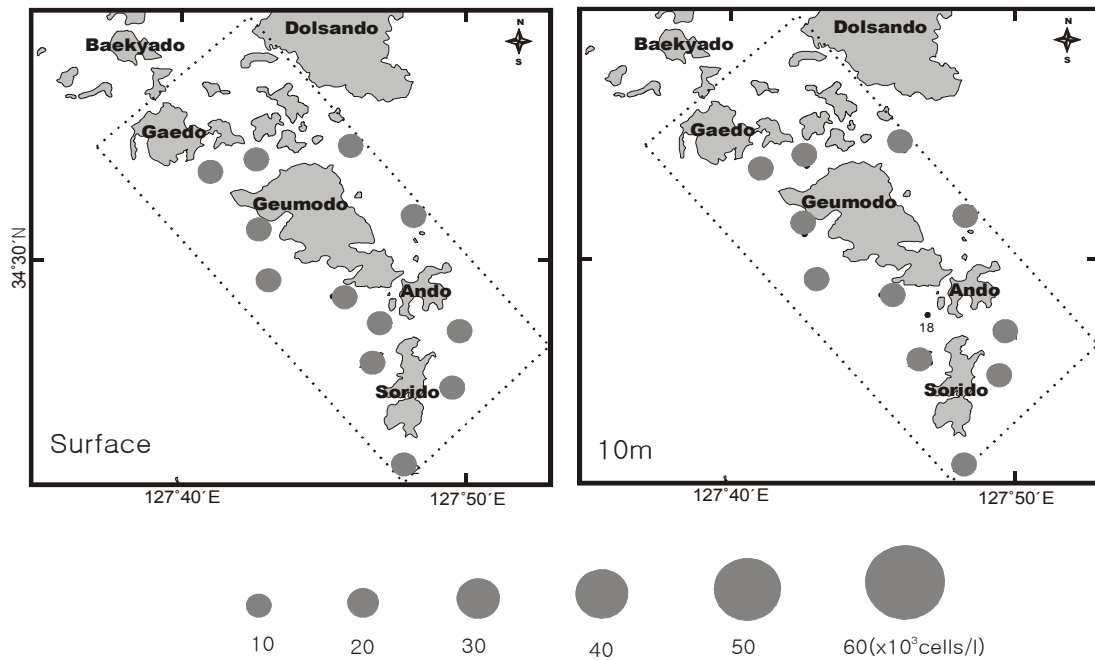 Dolsando
Baekyado
N
S
Gaedo
Geumodo
34°30´N
Ando
Sorido
Surface
127°40´E
127°50´E
Dolsando
Baekyado
N
S
Gaedo
Geumodo
Ando
18
Sorido
10m
127°40´E
127°50´E
10 20 30 40 50 60(x10³cells/l)